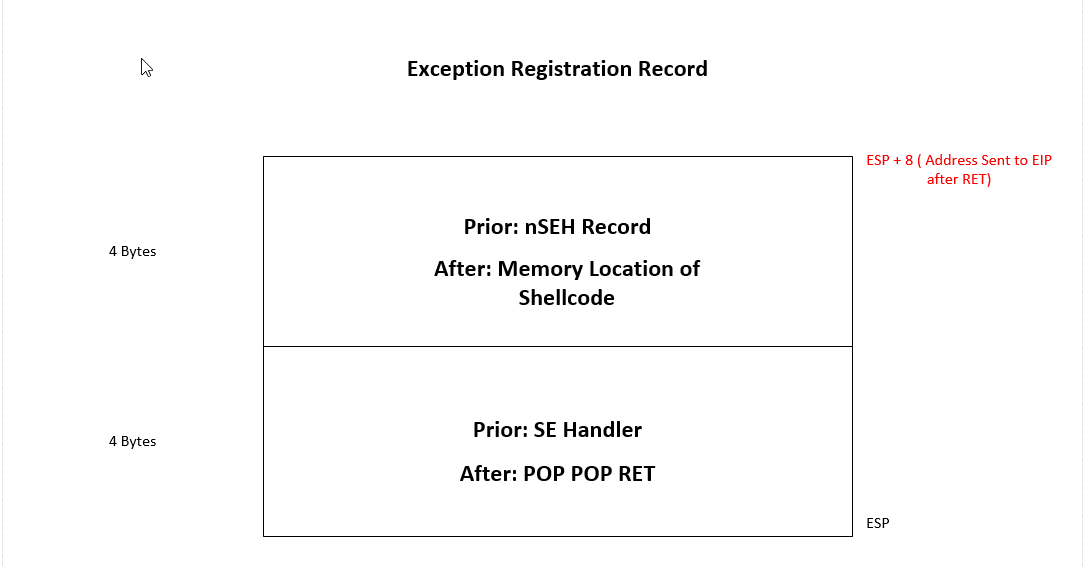 Exception Registration Record
ESP + 8 ( Address Sent to EIP
after RET)
4 Bytes
Prior: nSEH Record
After: Memory Location of
Shellcode
4 Bytes
Prior: SE Handler
After: POP POP RET
ESP